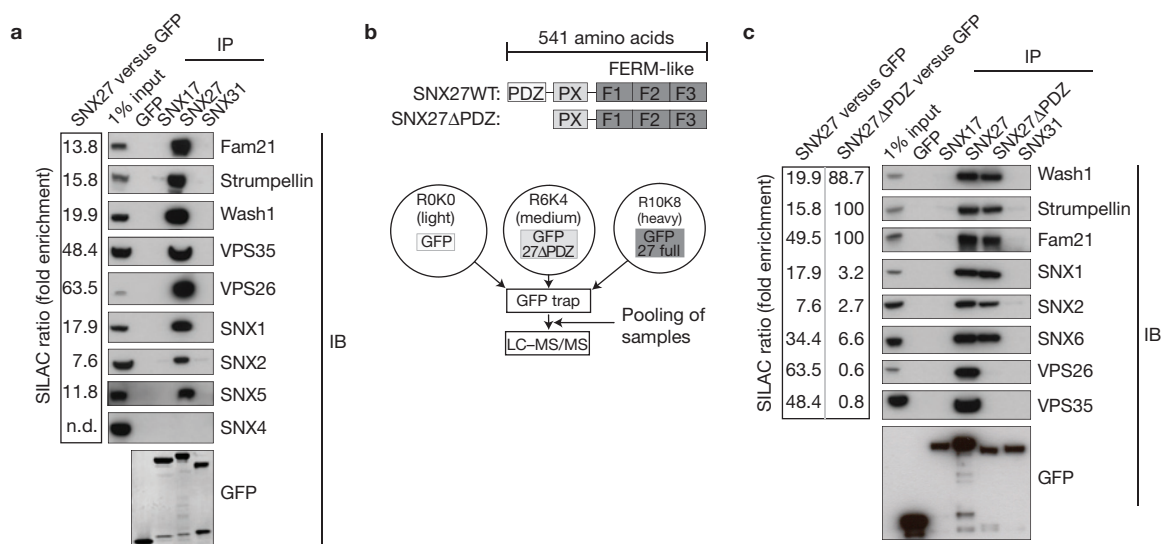 a
SNX27 versus GFP
1% input
GFP
SNX17
SNX27
SNX31
IP
SILAC ratio (fold enrichment)
13.8 Fam21
15.8 Strumpellin
19.9 Wash1
48.4 VPS35
63.5 VPS26
17.9 SNX1
7.6 SNX2
11.8 SNX5
n.d. SNX4
GFP
IB
b
541 amino acids
FERM-like
SNX27WT: PDZ PX F1 F2 F3
SNX27ΔPDZ: PX F1 F2 F3
R0K0
(light)
GFP
R6K4
(medium)
GFP
27ΔPDZ
R10K8
(heavy)
GFP
27 full
GFP trap
Pooling of
samples
LC–MS/MS
c
SNX27 versus GFP
SNX27ΔPDZ versus GFP
1% input
GFP
SNX17
SNX27
SNX27ΔPDZ
SNX31
IP
SILAC ratio (fold enrichment)
19.9 88.7 Wash1
15.8 100 Strumpellin
49.5 100 Fam21
17.9 3.2 SNX1
7.6 2.7 SNX2
34.4 6.6 SNX6
63.5 0.6 VPS26
48.4 0.8 VPS35
GFP
IB